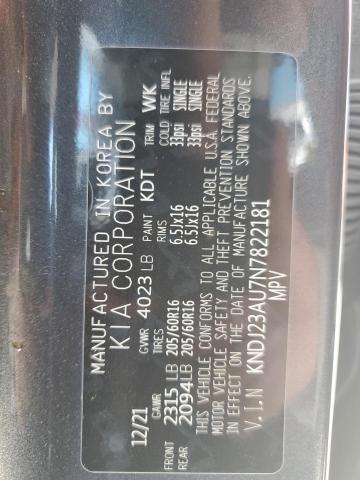 MANUFACTURED IN KOREA BY
KIA CORPORATION
12/21 GVWR 4023 LB PAINT KDT TRIM WK
GAWR TIRES RIMS COLD TIRE INFL
FRONT 2315 LB 205/60R16 6.5Jx16 33psi SINGLE
REAR 2094 LB 205/60R16 6.5Jx16 33psi SINGLE
THIS VEHICLE CONFORMS TO ALL APPLICABLE U.S.A. FEDERAL
MOTOR VEHICLE SAFETY AND THEFT PREVENTION STANDARDS
IN EFFECT ON THE DATE OF MANUFACTURE SHOWN ABOVE.
V.I.N KNDJ23AU7N7822181
MPV